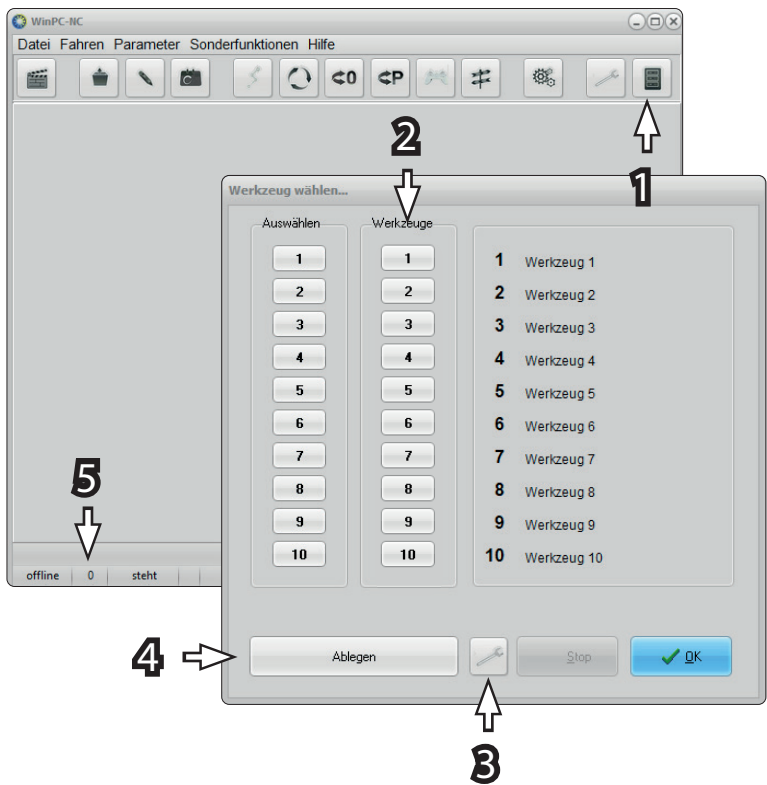 WinPC-NC
Datei Fahren Parameter Sonderfunktionen Hilfe
0 P
1
2
Werkzeug wählen...
Auswählen Werkzeuge
1 1 1 Werkzeug 1
2 2 2 Werkzeug 2
3 3 3 Werkzeug 3
4 4 4 Werkzeug 4
5 5 5 Werkzeug 5
6 6 6 Werkzeug 6
7 7 7 Werkzeug 7
8 8 8 Werkzeug 8
9 9 9 Werkzeug 9
10 10 10 Werkzeug 10
5
offline 0 steht
4
Ablegen Stop OK
3